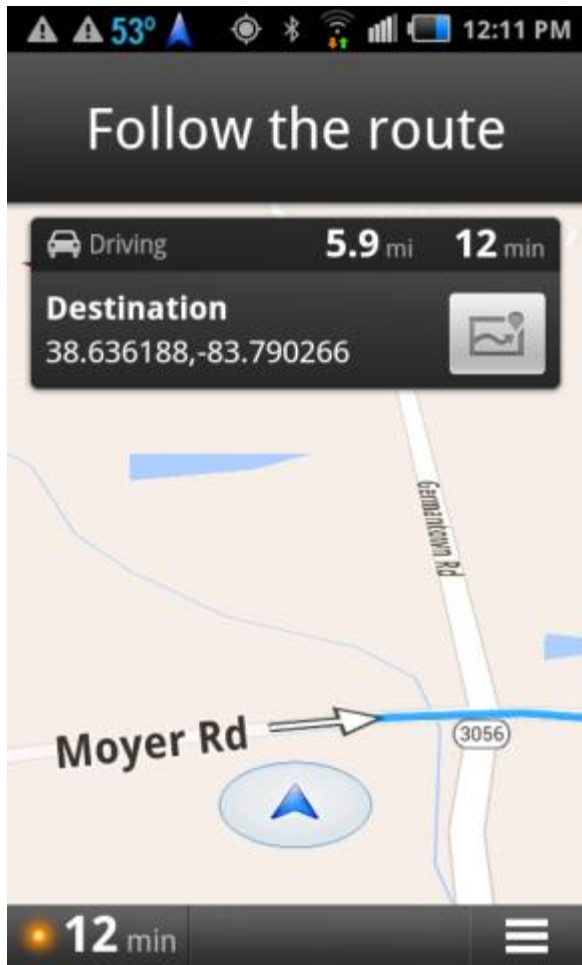 53° 12:11 PM
Follow the route
Driving 5.9 mi 12 min
Destination
38.636188,-83.790266
Germantown Rd
Moyer Rd
3056
12 min